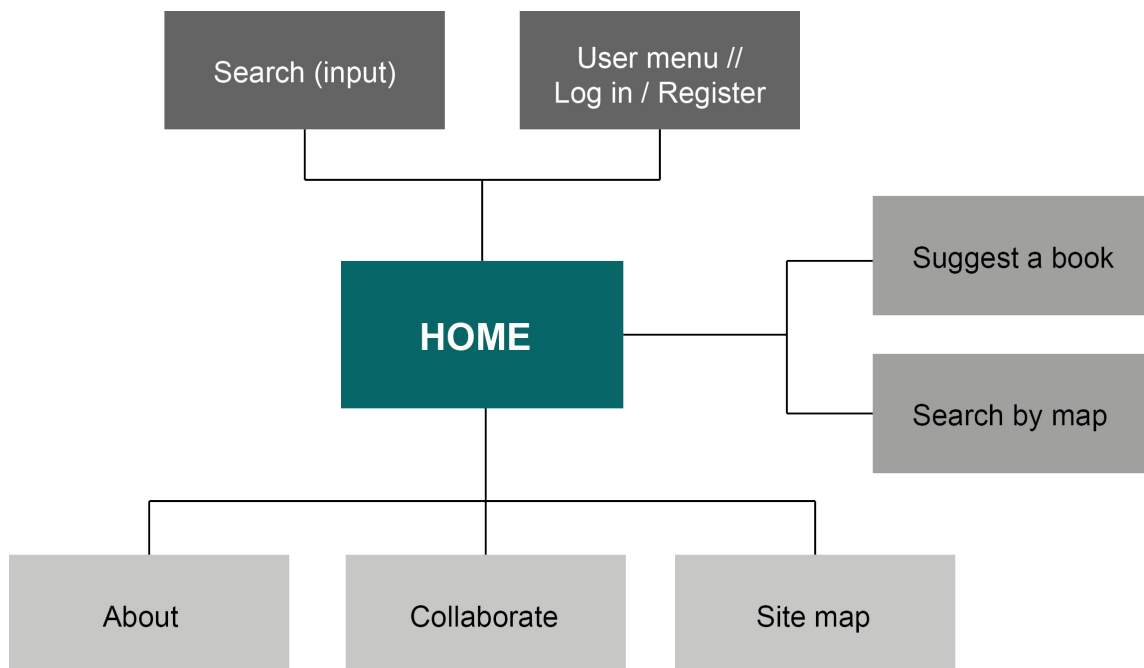 Search (input)
User menu //
Log in / Register
Suggest a book
HOME
Search by map
About
Collaborate
Site map